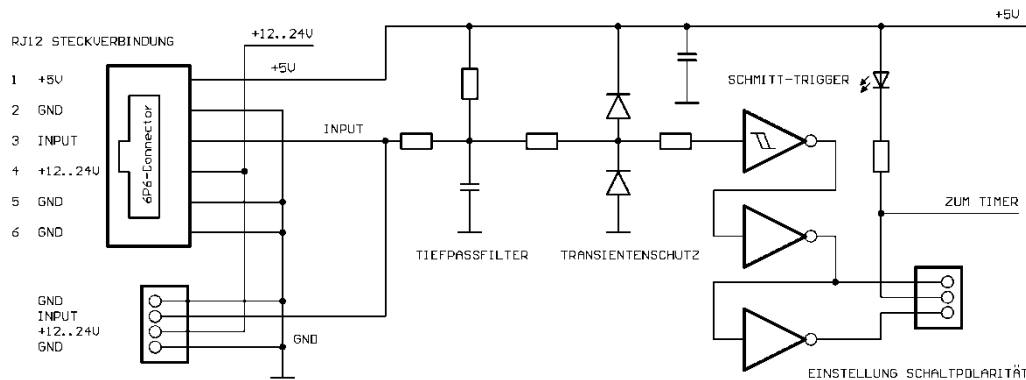 +5V
RJ12 STECKVERBINDUNG
+12..24V
+5V
1 +5V
SCHMITT-TRIGGER
2 GND
3 INPUT
INPUT
6P6-Connector
4 +12..24V
5 GND
ZUM TIMER
6 GND
TIEFPASSFILTER
TRANSIENTENSCHUTZ
GND
INPUT
+12..24V
GND
GND
EINSTELLUNG SCHALTPOLARITÄT